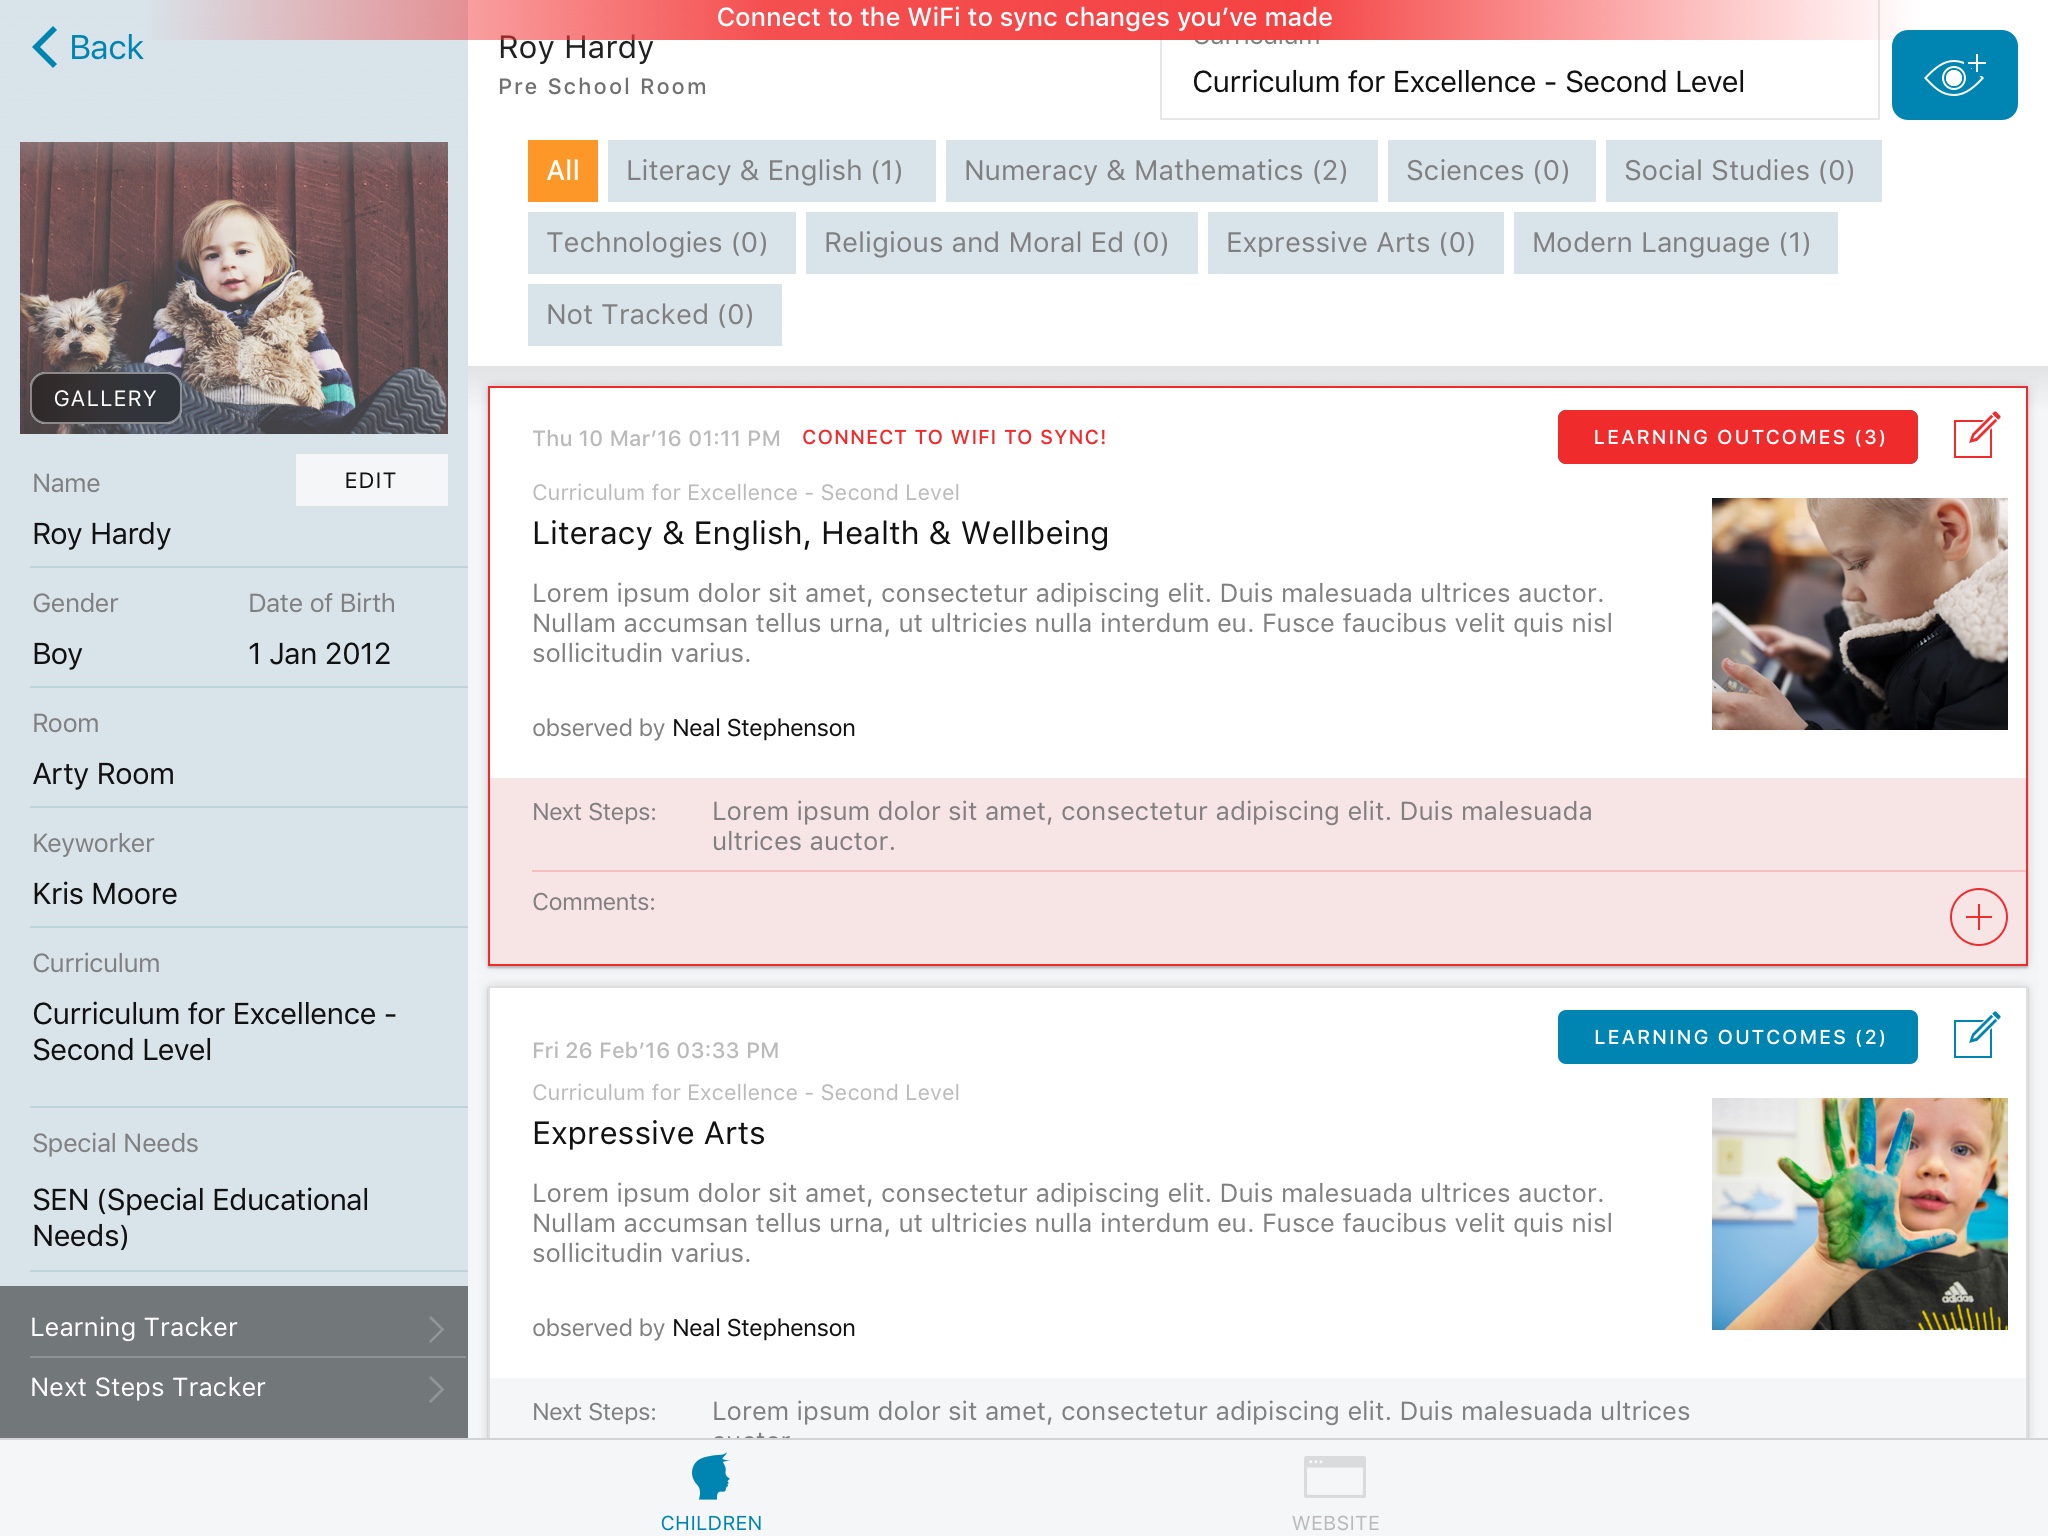 Connect to the WiFi to sync changes you’ve made
Back
GALLERY
Name
EDIT
Roy Hardy
Gender Date of Birth
Boy 1 Jan 2012
Room
Arty Room
Keyworker
Kris Moore
Curriculum
Curriculum for Excellence -
Second Level
Special Needs
SEN (Special Educational
Needs)
Learning Tracker
Next Steps Tracker
Roy Hardy
Pre School Room
Curriculum
Curriculum for Excellence - Second Level
All Literacy & English (1) Numeracy & Mathematics (2) Sciences (0) Social Studies (0)
Technologies (0) Religious and Moral Ed (0) Expressive Arts (0) Modern Language (1)
Not Tracked (0)
Thu 10 Mar’16 01:11 PM CONNECT TO WIFI TO SYNC! LEARNING OUTCOMES (3)
Curriculum for Excellence - Second Level
Literacy & English, Health & Wellbeing
Lorem ipsum dolor sit amet, consectetur adipiscing elit. Duis malesuada ultrices auctor.
Nullam accumsan tellus urna, ut ultricies nulla interdum eu. Fusce faucibus velit quis nisl
sollicitudin varius.
observed by Neal Stephenson
Next Steps: Lorem ipsum dolor sit amet, consectetur adipiscing elit. Duis malesuada
ultrices auctor.
Comments:
LEARNING OUTCOMES (2)
Fri 26 Feb’16 03:33 PM
Curriculum for Excellence - Second Level
Expressive Arts
Lorem ipsum dolor sit amet, consectetur adipiscing elit. Duis malesuada ultrices auctor.
Nullam accumsan tellus urna, ut ultricies nulla interdum eu. Fusce faucibus velit quis nisl
sollicitudin varius.
adidas
observed by Neal Stephenson
Next Steps: Lorem ipsum dolor sit amet, consectetur adipiscing elit. Duis malesuada ultrices
auctor.
CHILDREN
WEBSITE